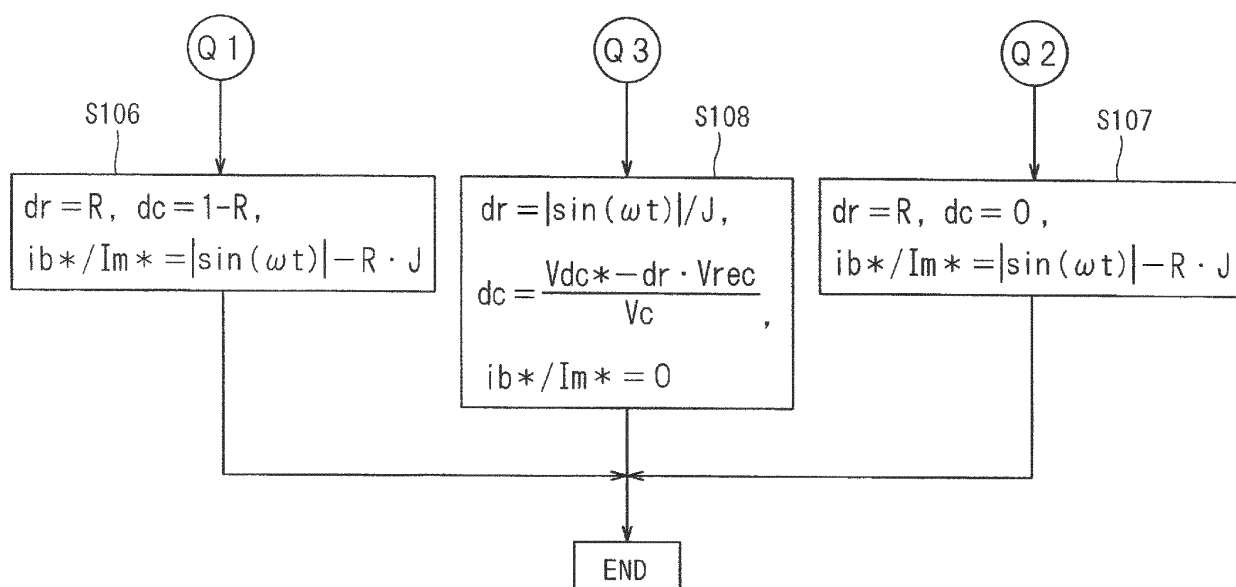 Q1
Q3
Q2
S106
S108
S107
dr=R, dc=1-R,
ib*/Im*=|sin(ωt)|-R·J
dr=|sin(ωt)|/J,
dc=
Vdc*-dr·Vrec
Vc
,
ib*/Im*=0
dr=R, dc=0,
ib*/Im*=|sin(ωt)|-R·J
END